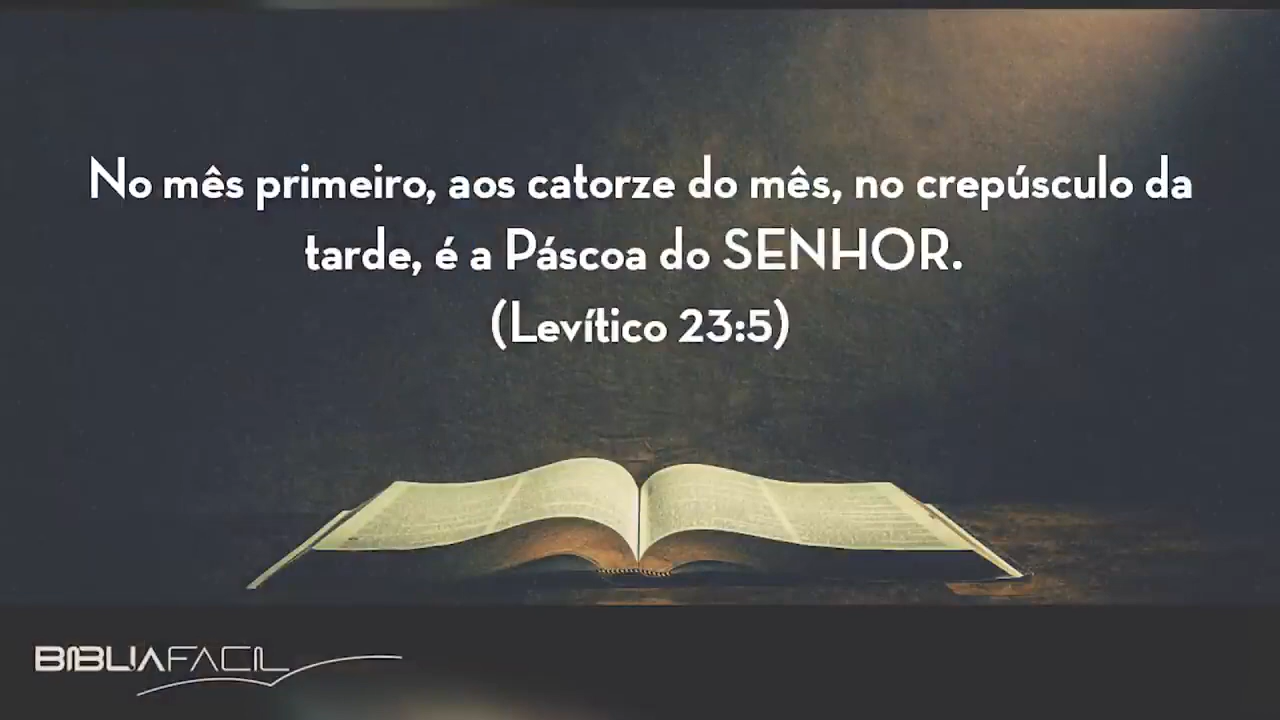 No mês primeiro, aos catorze do mês, no crepúsculo da
tarde, é a Páscoa do SENHOR.
(Levítico 23:5)
BIBLIAFACIL